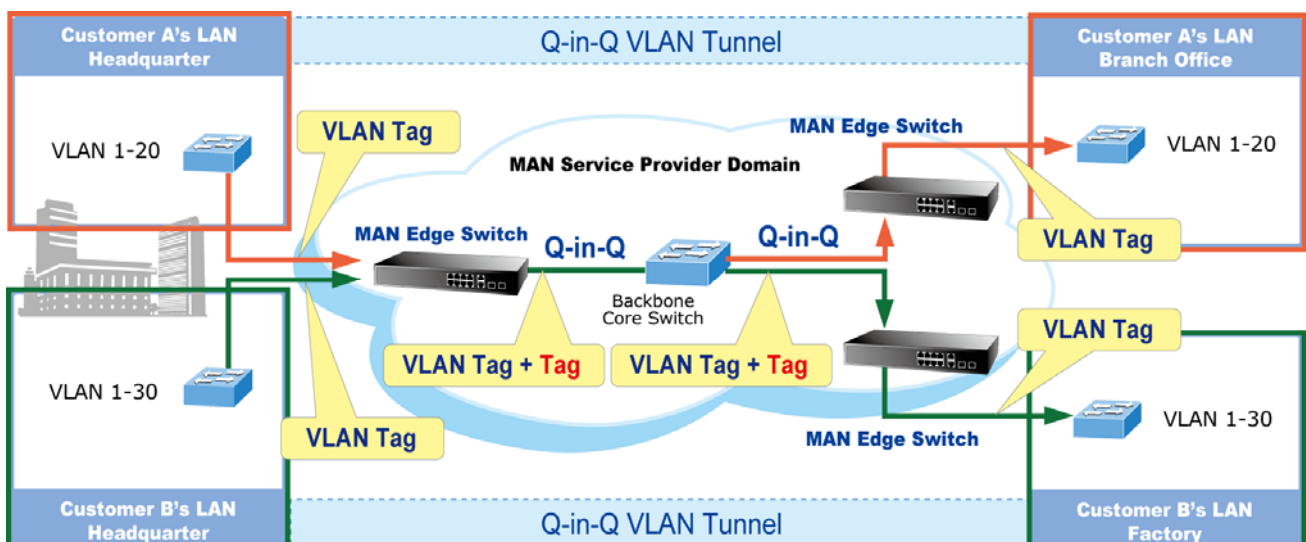 Customer A's LAN
Headquarter
Q-in-Q VLAN Tunnel
Customer A's LAN
Branch Office
VLAN 1-20
VLAN Tag
MAN Edge Switch
VLAN 1-20
MAN Service Provider Domain
MAN Edge Switch
Q-in-Q
Q-in-Q
VLAN Tag
Backbone
Core Switch
VLAN Tag + Tag
VLAN Tag + Tag
VLAN Tag
VLAN 1-30
VLAN Tag
MAN Edge Switch
VLAN 1-30
Customer B's LAN
Headquarter
Q-in-Q VLAN Tunnel
Customer B's LAN
Factory